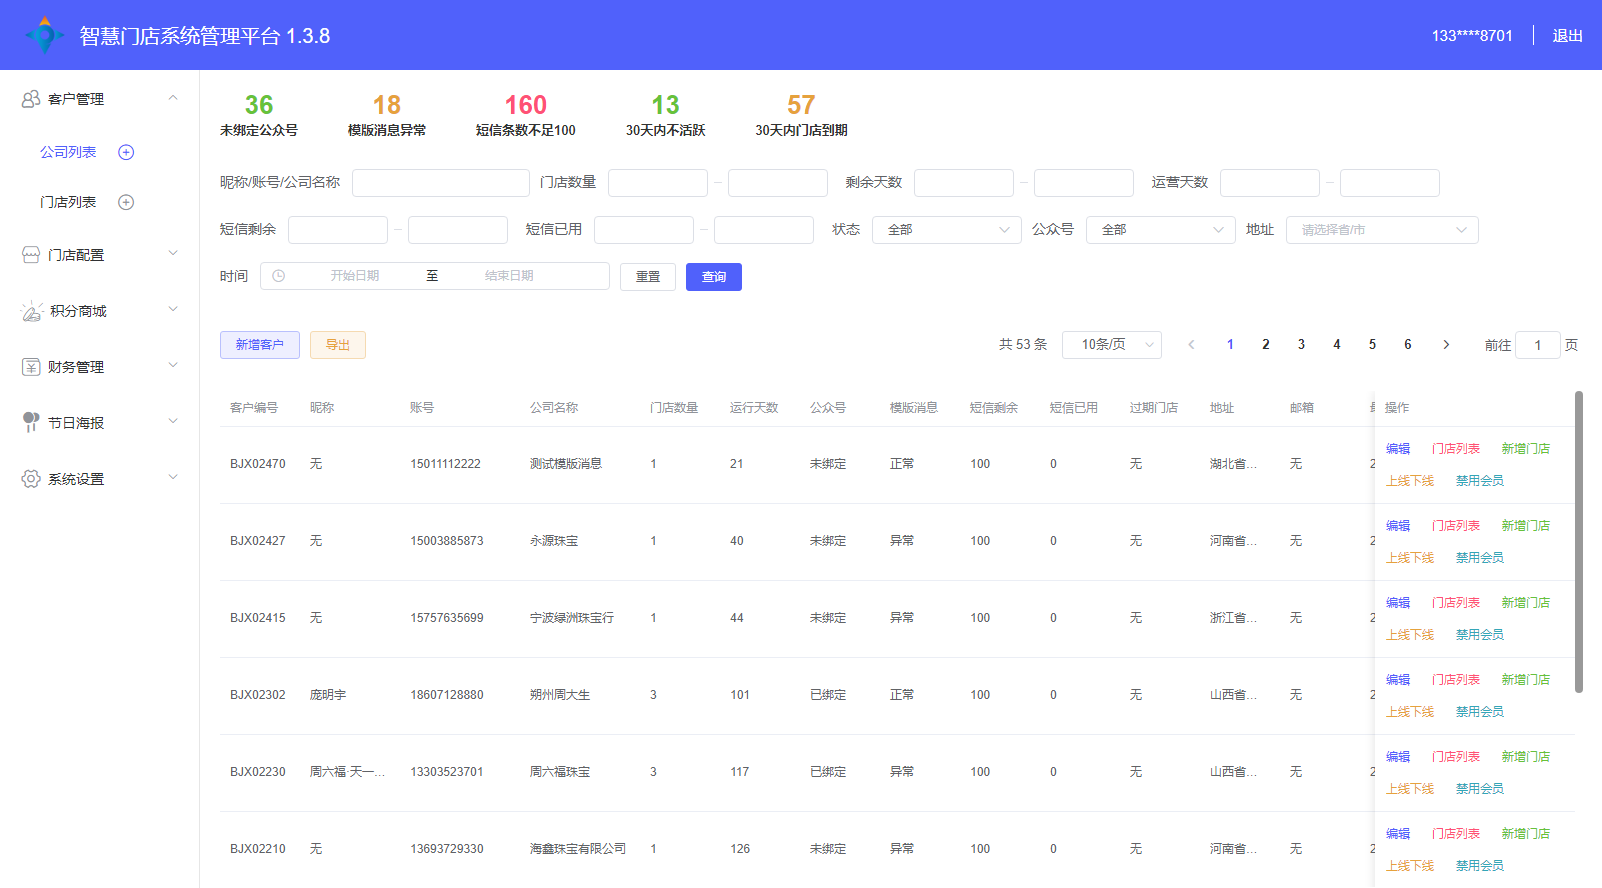 智慧门店系统管理平台 1.3.8
133****8701
退出
客户管理
公司列表
门店列表
门店配置
积分商城
财务管理
节日海报
系统设置
36 18 160 13 57
未绑定公众号 模版消息异常 短信条数不足100 30天内不活跃 30天内门店到期
昵称/账号/公司名称 门店数量 – 剩余天数 – 运营天数 –
短信剩余 – 短信已用 – 状态 全部 公众号 全部 地址 请选择省/市
时间 开始日期 至 结束日期 重置 查询
新增客户 导出 共 53 条 10条/页 1 2 3 4 5 6 前往 1 页
客户编号 昵称 账号 公司名称 门店数量 运行天数 公众号 模版消息 短信剩余 短信已用 过期门店 地址 邮箱 操作
BJX02470 无 15011112222 测试模版消息 1 21 未绑定 正常 100 0 无 湖北省... 无 2 编辑 门店列表 新增门店
上线下线 禁用会员
BJX02427 无 15003885873 永源珠宝 1 40 未绑定 异常 100 0 无 河南省... 无 2 编辑 门店列表 新增门店
上线下线 禁用会员
BJX02415 无 15757635699 宁波绿洲珠宝行 1 44 未绑定 异常 100 0 无 浙江省... 无 2 编辑 门店列表 新增门店
上线下线 禁用会员
BJX02302 庞明宇 18607128880 朔州周大生 3 101 已绑定 正常 100 0 无 山西省... 无 2 编辑 门店列表 新增门店
上线下线 禁用会员
BJX02230 周六福·天一... 13303523701 周六福珠宝 3 117 已绑定 异常 100 0 无 山西省... 无 2 编辑 门店列表 新增门店
上线下线 禁用会员
BJX02210 无 13693729330 海鑫珠宝有限公司 1 126 未绑定 异常 100 0 无 河南省... 无 2 编辑 门店列表 新增门店
上线下线 禁用会员